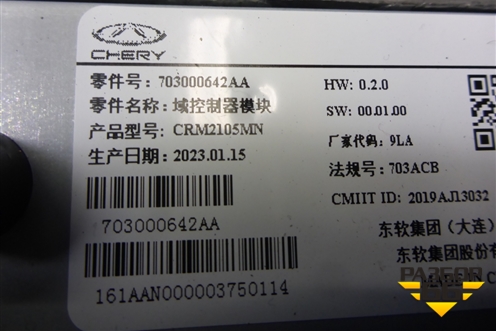 CHERY
零件号: 703000642AA
HW: 0.2.0
零件名称: 域控制器模块
SW: 00.01.00
产品型号: CRM2105MN
厂家代码: 9LA
生产日期: 2023.01.15
法规号: 703ACB
CMIIT ID: 2019AJ13032
703000642AA
东软集团(大连)
东软集团股份有
161AAN000003750114